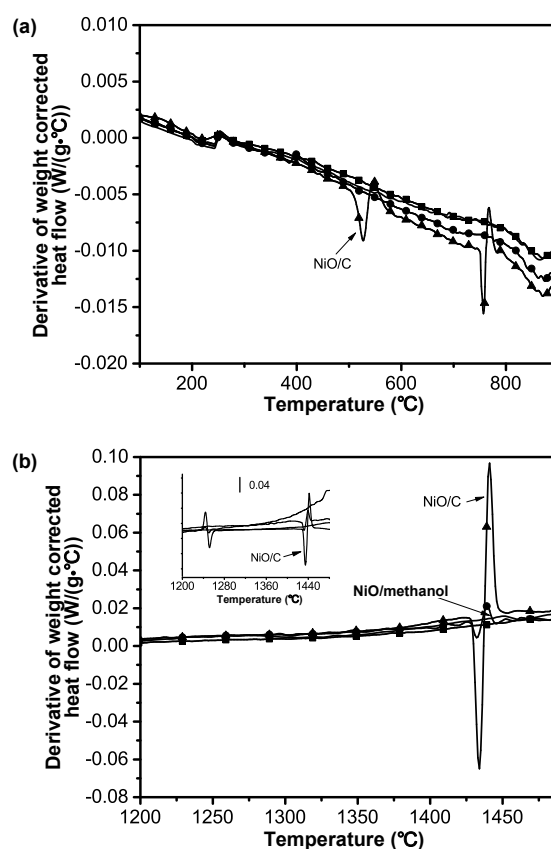 (a)
0.010
0.005
0.000
-0.005
-0.010
-0.015
-0.020
Derivative of weight corrected
heat flow (W/(g•℃))
NiO/C
200 400 600 800
Temperature (℃)
(b)
0.10
0.08
0.06
0.04
0.02
0.00
-0.02
-0.04
-0.06
-0.08
Derivative of weight corrected
heat flow (W/(g•℃))
0.04
NiO/C
1200 1280 1360 1440
Temperature (℃)
NiO/C
NiO/methanol
1200 1250 1300 1350 1400 1450
Temperature (℃)